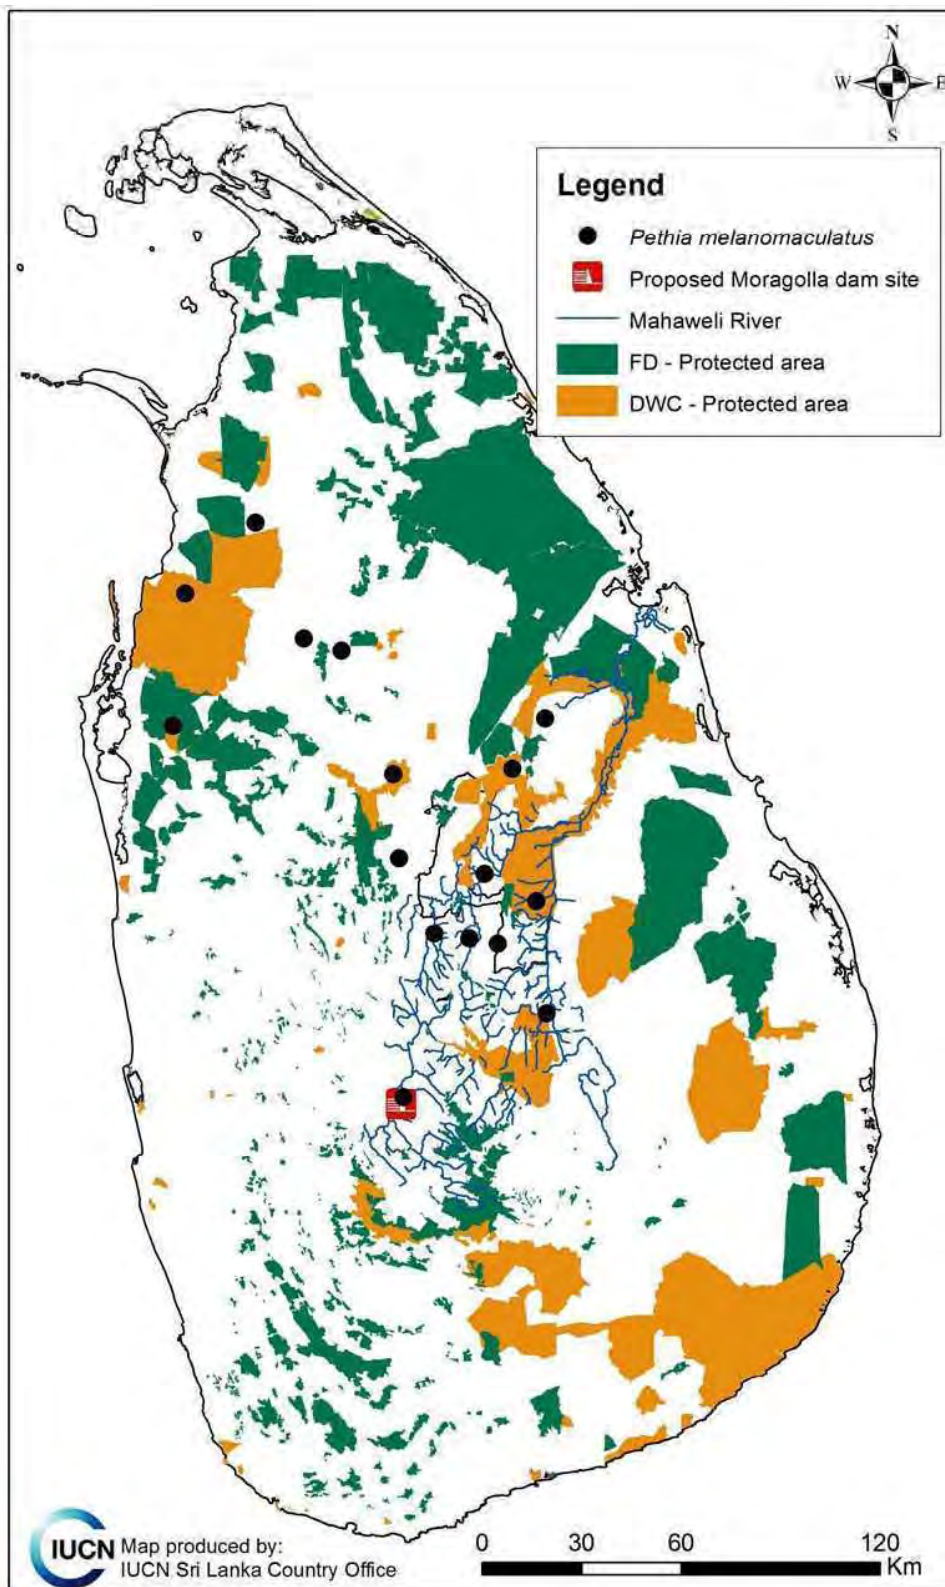 N
W E
S
Legend
Pethia melanomaculatus
Proposed Moragolla dam site
Mahaweli River
FD - Protected area
DWC - Protected area
IUCN
Map produced by:
IUCN Sri Lanka Country Office
0 30 60 120
Km